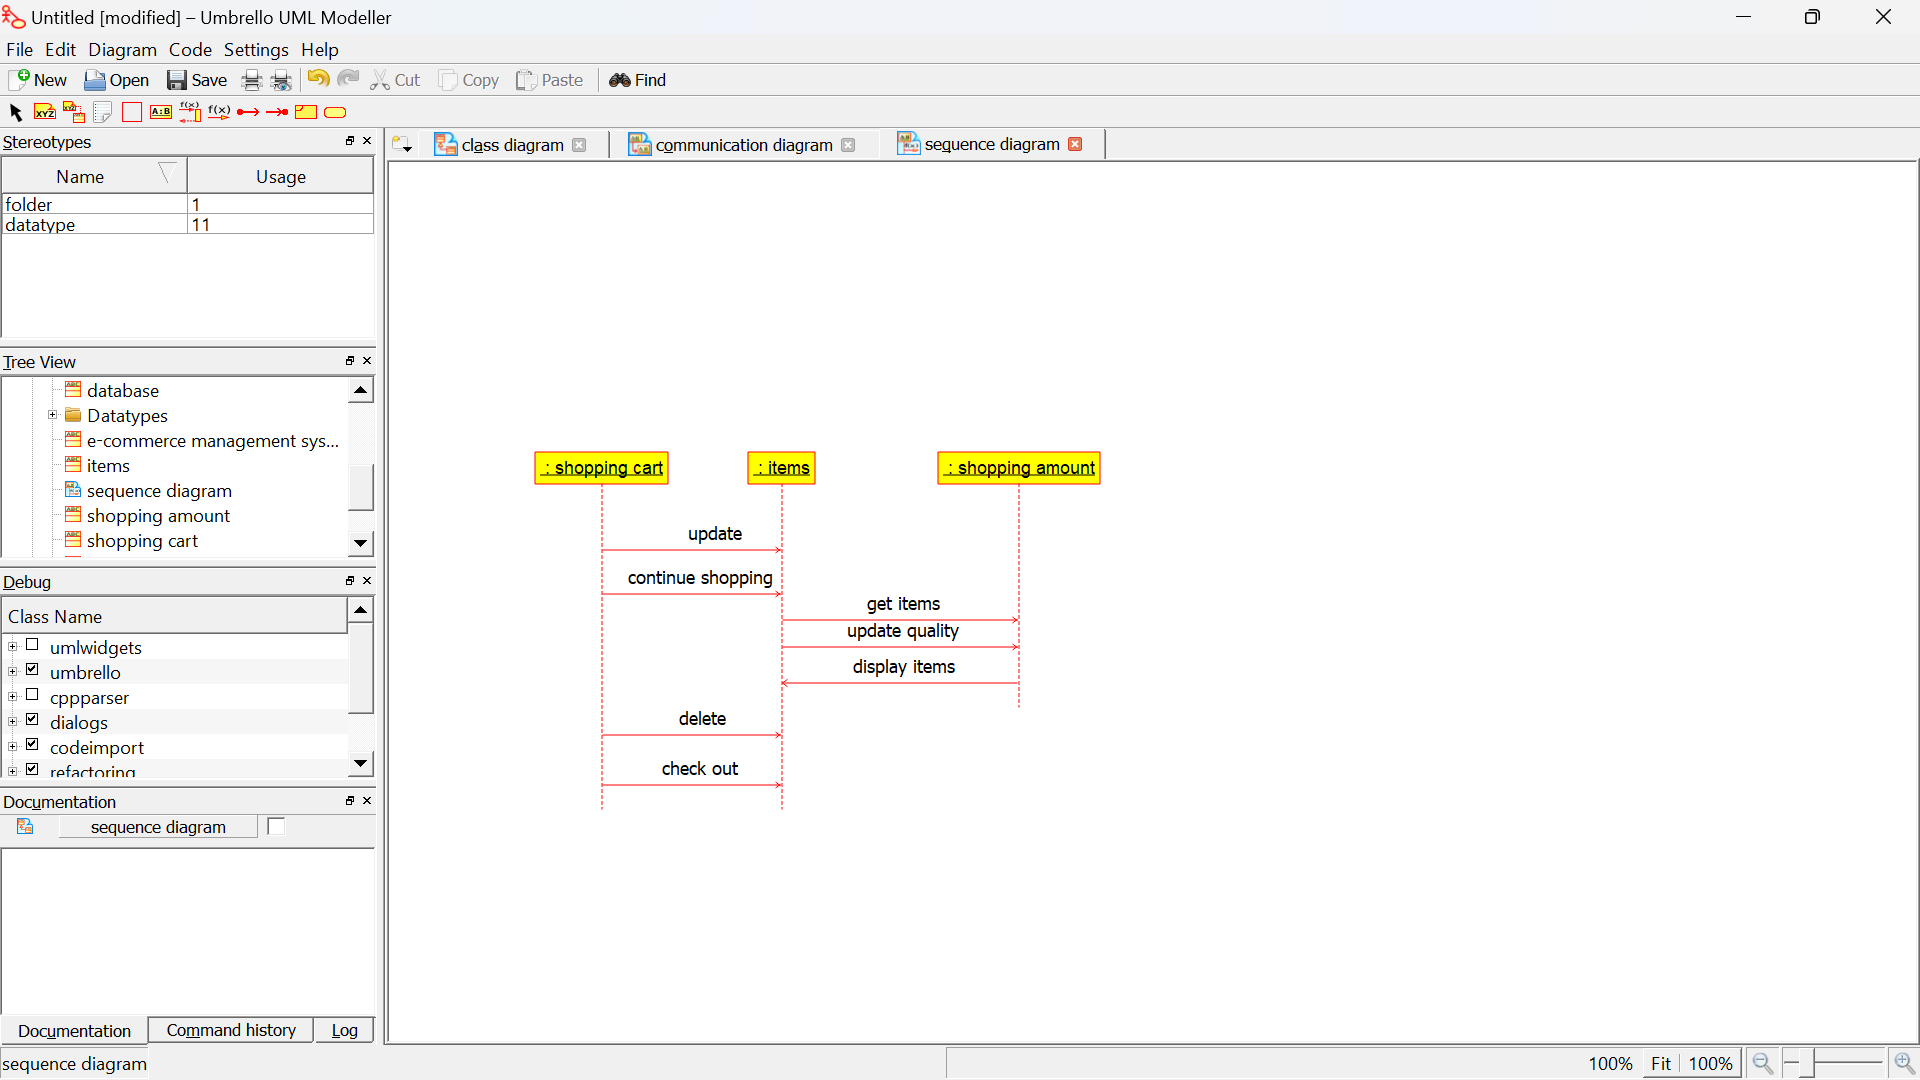 Untitled [modified] – Umbrello UML Modeller
File Edit Diagram Code Settings Help
New Open Save Cut Copy Paste Find
XYZ XYZ A:B f(x) f(x)
Stereotypes
class diagram communication diagram sequence diagram
Name Usage
folder 1
datatype 11
Tree View
database
Datatypes
e-commerce management sys...
items
sequence diagram
shopping amount
shopping cart
Debug
Class Name
umlwidgets
umbrello
cppparser
dialogs
codeimport
refactoring
Documentation
sequence diagram
Documentation Command history Log
sequence diagram
: shopping cart : items : shopping amount
update
continue shopping
get items
update quality
display items
delete
check out
100% Fit 100%